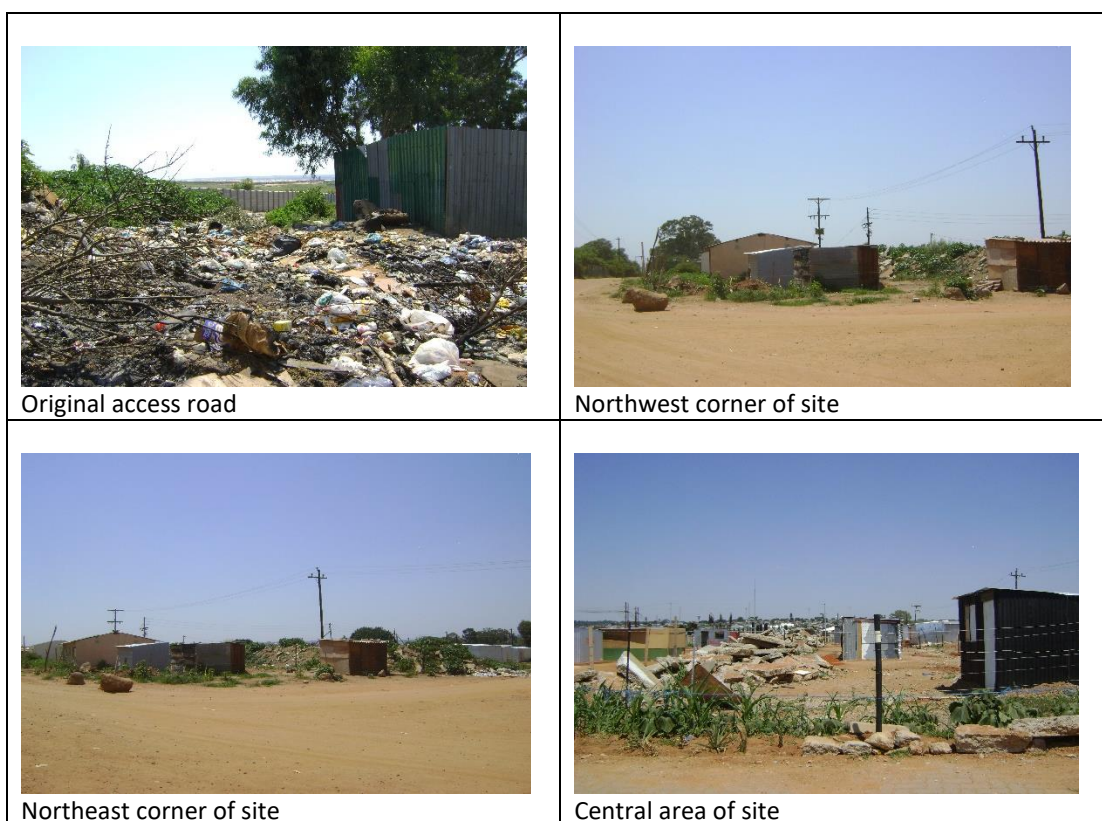 Original access road
Northwest corner of site
Northeast corner of site
Central area of site